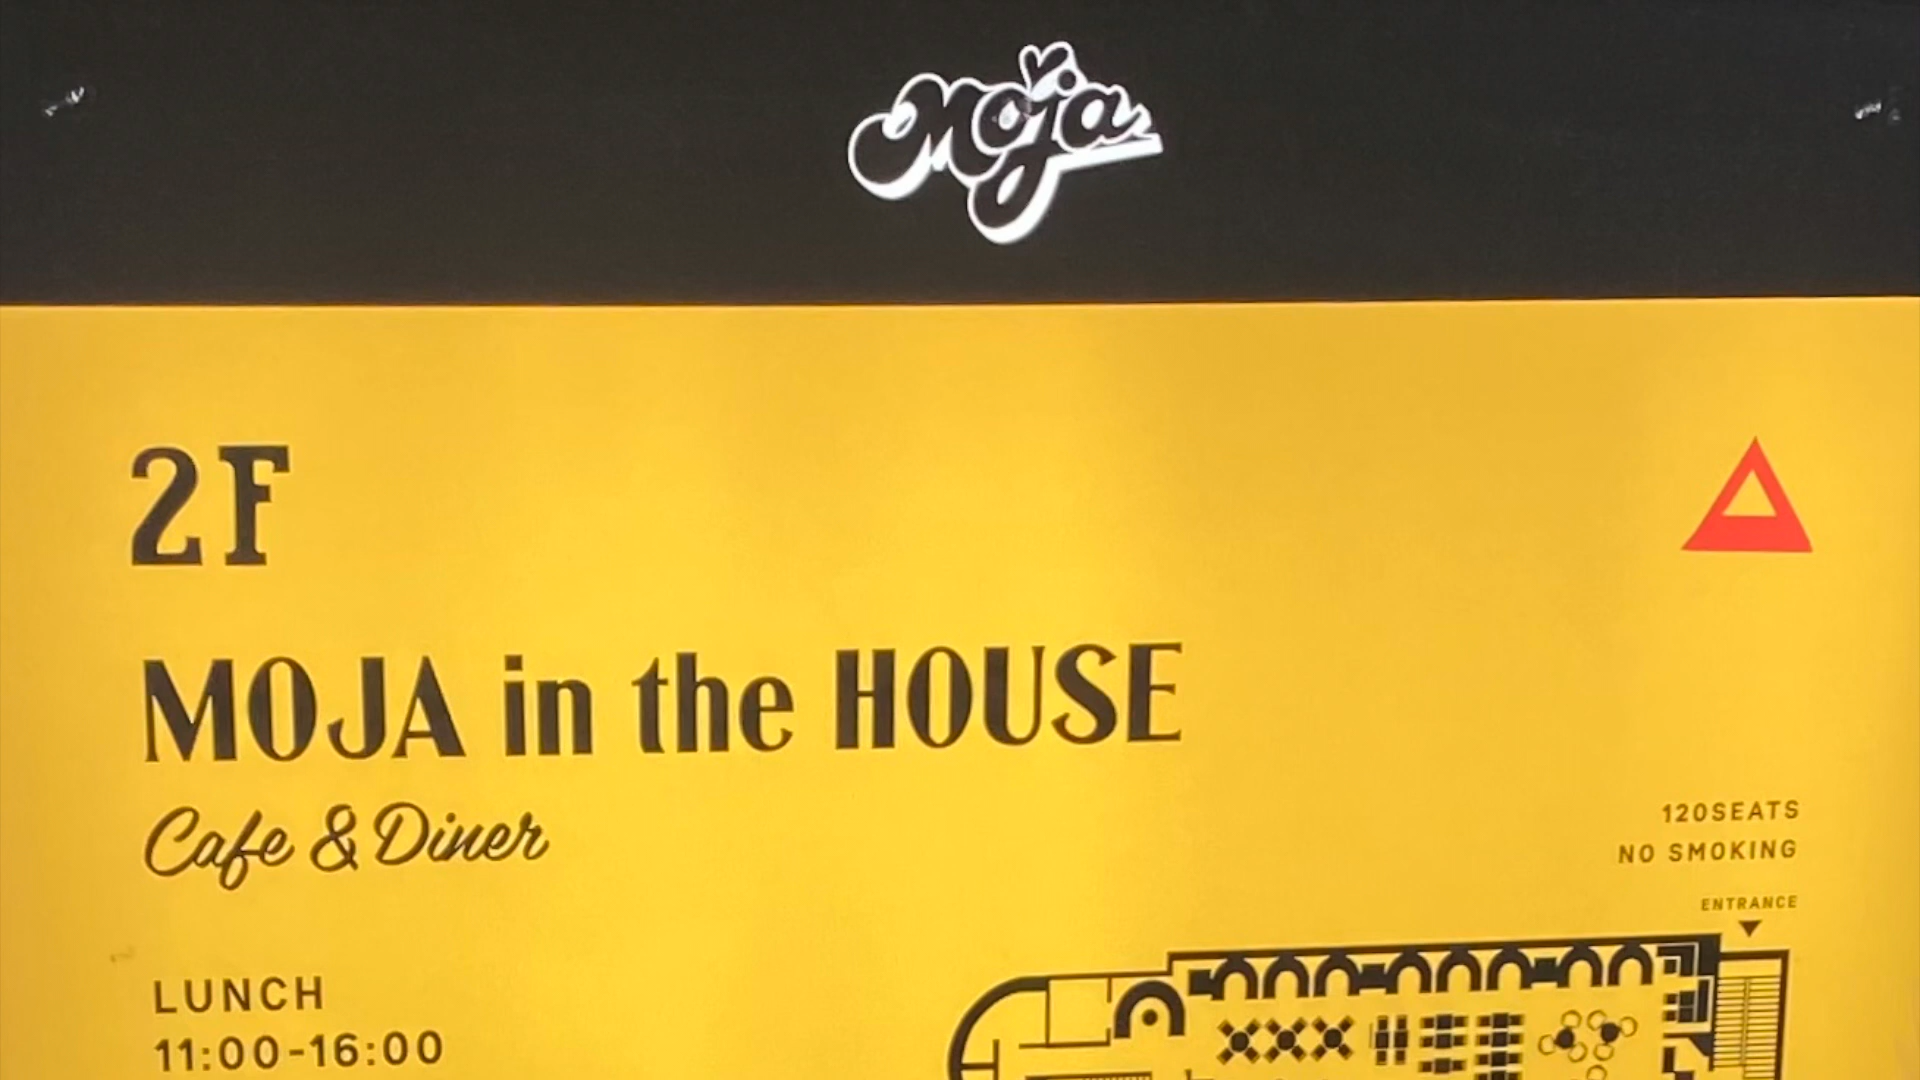 Moja
2F
MOJA in the HOUSE
Cafe & Diner
120SEATS
NO SMOKING
ENTRANCE
LUNCH
11:00-16:00